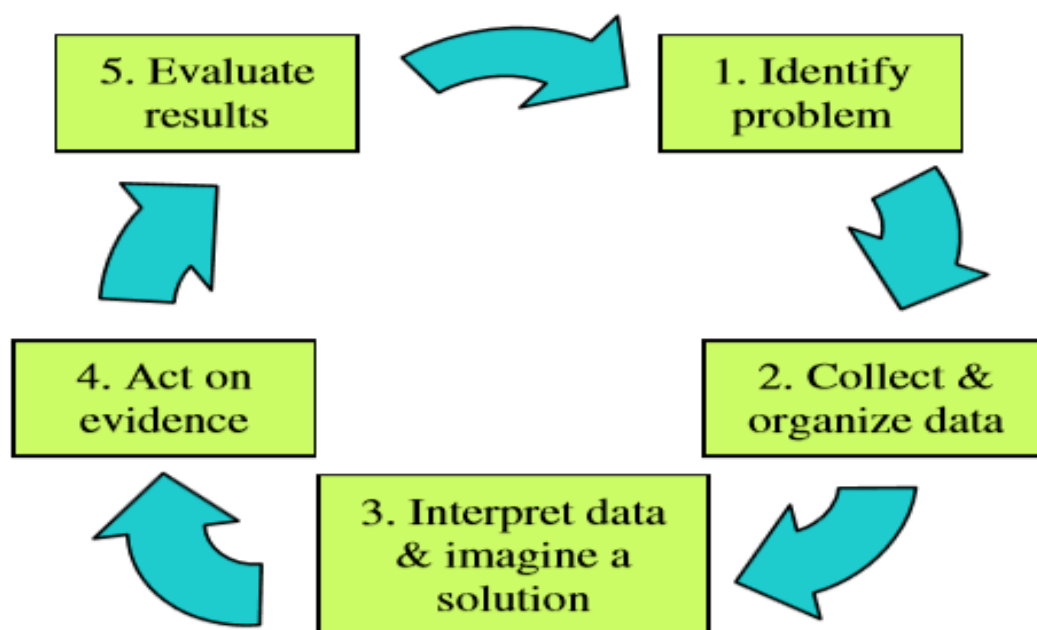 1. Identify
problem
2. Collect &
organize data
3. Interpret data
& imagine a
solution
4. Act on
evidence
5. Evaluate
results